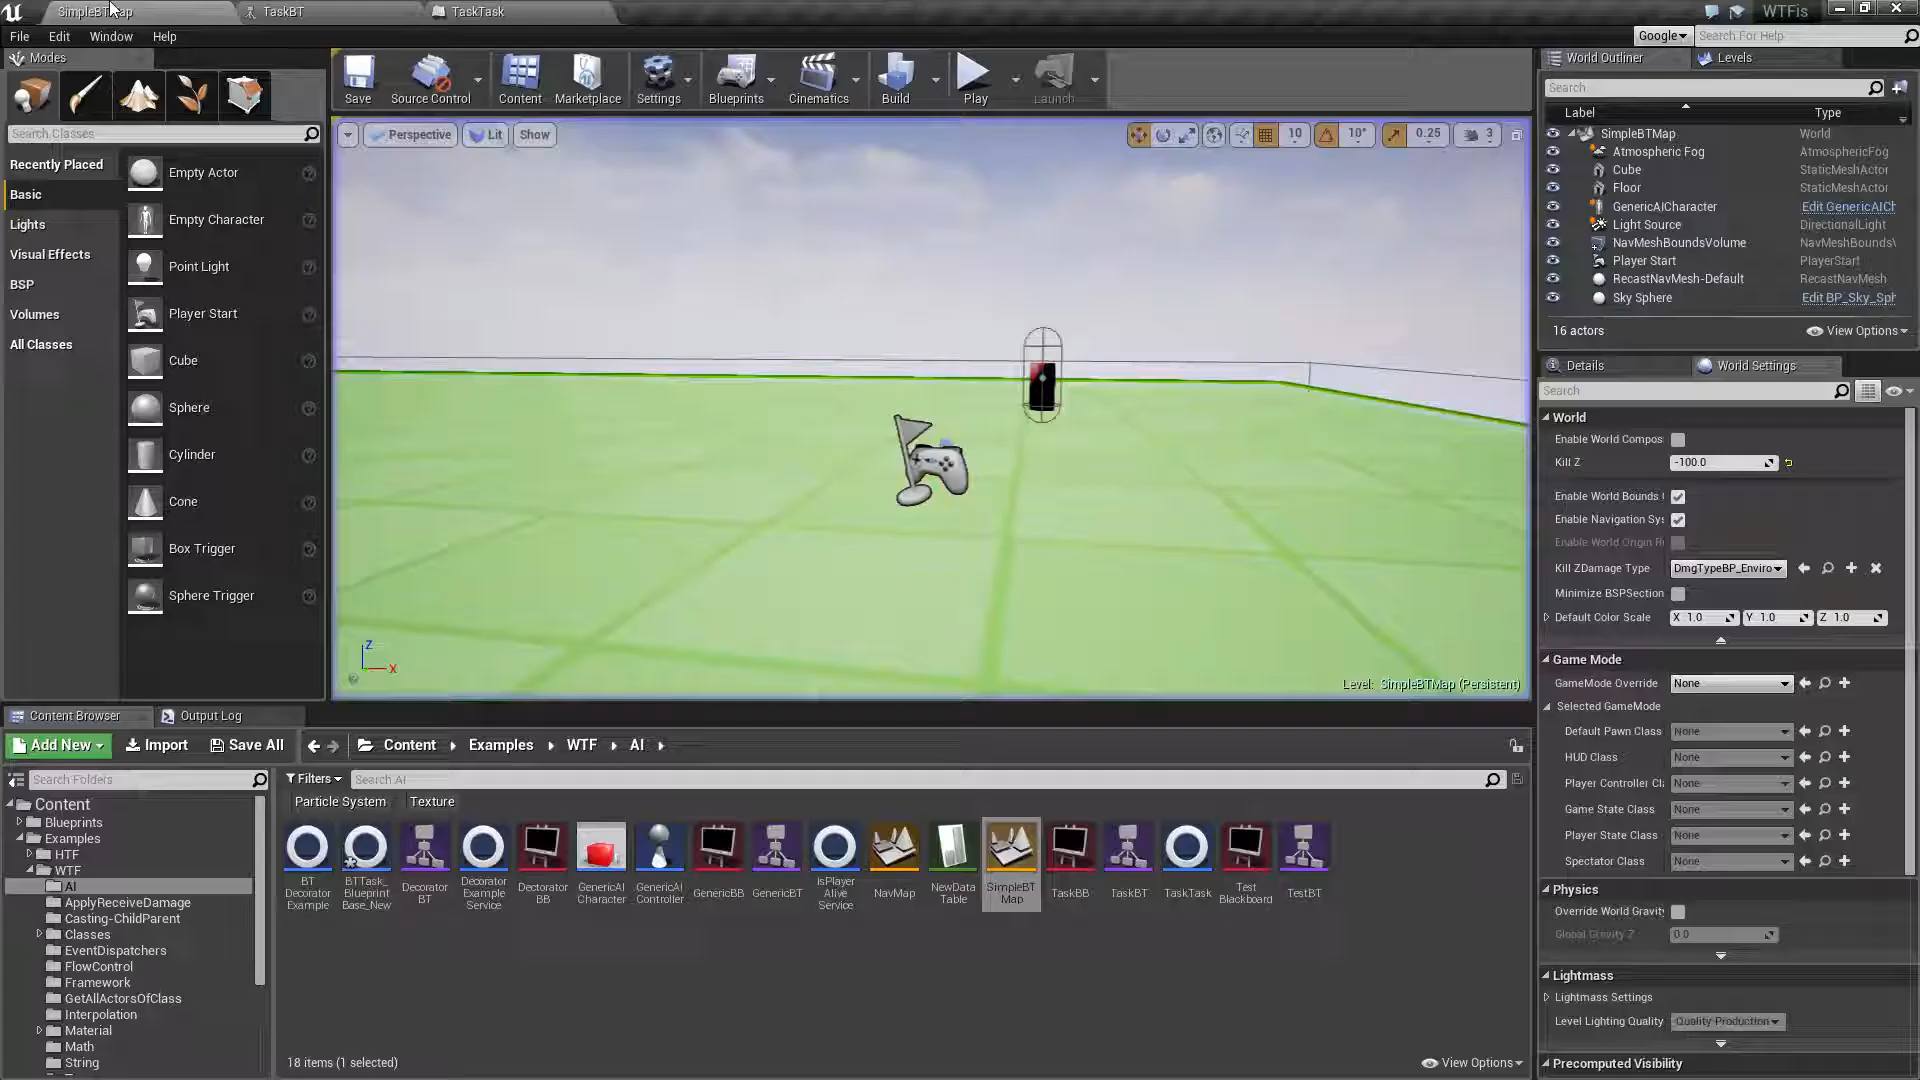 SimpleBTMap
TaskBT
TaskTask
WTFis
File
Edit
Window
Help
Google
Search For Help
Modes
Search Classes
Recently Placed
Basic
Lights
Visual Effects
BSP
Volumes
All Classes
Empty Actor
Empty Character
Point Light
Player Start
Cube
Sphere
Cylinder
Cone
Box Trigger
Sphere Trigger
Save
Source Control
Content
Marketplace
Settings
Blueprints
Cinematics
Build
Play
Launch
Perspective
Lit
Show
10
10°
0.25
3
Z
X
Level: SimpleBTMap (Persistent)
World Outliner
Levels
Search
Label Type
SimpleBTMap World
Atmospheric Fog AtmosphericFog
Cube StaticMeshActor
Floor StaticMeshActor
GenericAICharacter Edit GenericAICh
Light Source DirectionalLight
NavMeshBoundsVolume NavMeshBounds
Player Start PlayerStart
RecastNavMesh-Default RecastNavMesh
Sky Sphere Edit BP_Sky_Sph
16 actors
View Options
Details
World Settings
Search
World
Enable World Compos
Kill Z -100.0
Enable World Bounds
Enable Navigation Sys
Enable World Origin R
Kill ZDamage Type DmgTypeBP_Enviro
Minimize BSPSection
Default Color Scale X 1.0 Y 1.0 Z 1.0
Game Mode
GameMode Override None
Selected GameMode
Default Pawn Class None
HUD Class None
Player Controller Cl None
Game State Class None
Player State Class None
Spectator Class None
Physics
Override World Gravity
Global Gravity Z 0.0
Lightmass
Lightmass Settings
Level Lighting Quality Quality Production
Precomputed Visibility
Content Browser
Output Log
Add New
Import
Save All
Content
Examples
WTF
AI
Search Folders
Filters
Search AI
Particle System
Texture
Content
Blueprints
Examples
HTF
WTF
AI
ApplyReceiveDamage
Casting-ChildParent
Classes
EventDispatchers
FlowControl
Framework
GetAllActorsOfClass
Interpolation
Material
Math
String
BT
Decorator
Example
BTTask_
Blueprint
Base_New
Decorator
BT
Decorator
Example
Service
Dectorator
BB
GenericAI
Character
GenericAI
Controller
GenericBB
GenericBT
IsPlayer
Alive
Service
NavMap
NewData
Table
SimpleBT
Map
TaskBB
TaskBT
TaskTask
Test
Blackboard
TestBT
18 items (1 selected)
View Options